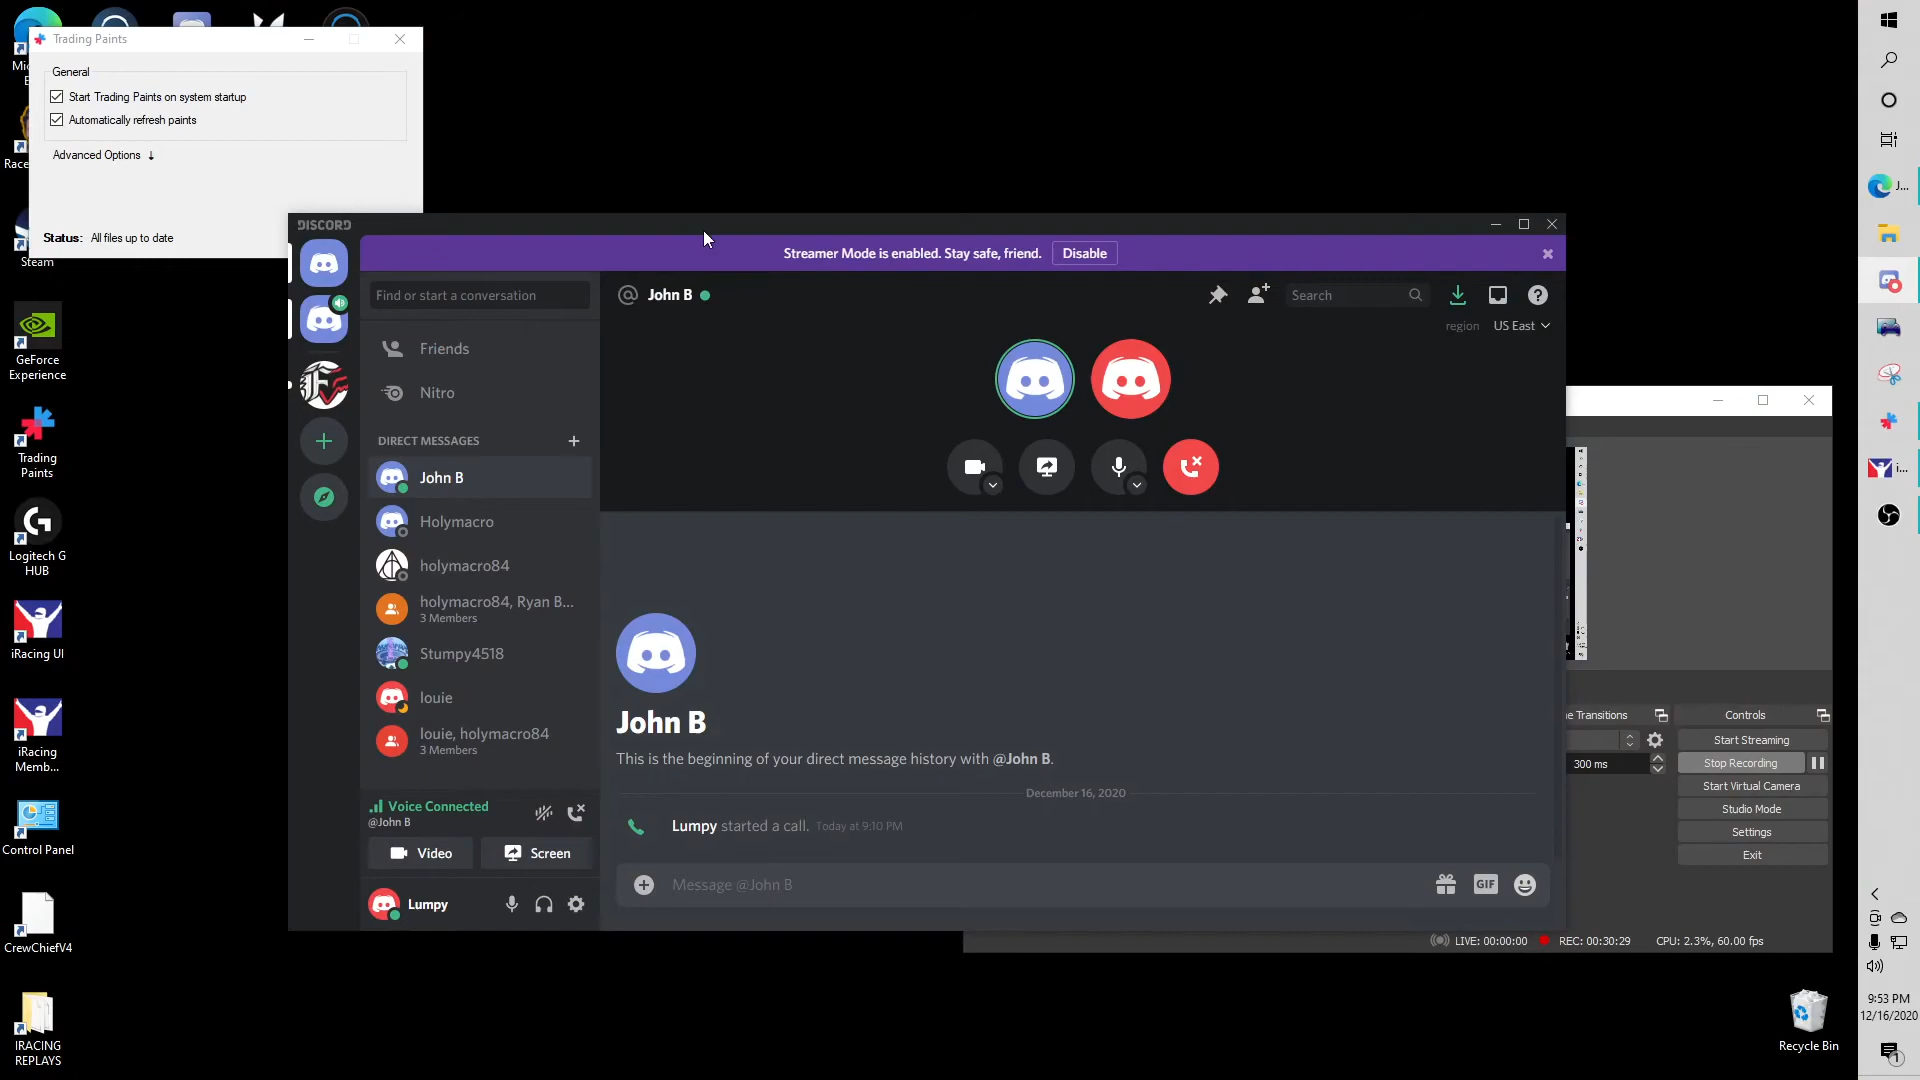 Trading Paints
General
Start Trading Paints on system startup
Automatically refresh paints
Advanced Options ↓
Status: All files up to date
Steam
GeForce
Experience
Trading
Paints
Logitech G
HUB
iRacing UI
iRacing
Memb...
Control Panel
CrewChiefV4
IRACING
REPLAYS
DISCORD
Streamer Mode is enabled. Stay safe, friend.
Disable
Find or start a conversation
Friends
Nitro
DIRECT MESSAGES
John B
Holymacro
holymacro84
holymacro84, Ryan B...
3 Members
Stumpy4518
louie
louie, holymacro84
3 Members
Voice Connected
@John B
Video
Screen
Lumpy
@ John B
Search
region US East
John B
This is the beginning of your direct message history with @John B.
December 16, 2020
Lumpy started a call. Today at 9:10 PM
Message @John B
GIF
e Transitions
300 ms
Controls
Start Streaming
Stop Recording
Start Virtual Camera
Studio Mode
Settings
Exit
LIVE: 00:00:00
REC: 00:30:29
CPU: 2.3%, 60.00 fps
Recycle Bin
J...
i...
9:53 PM
12/16/2020
1